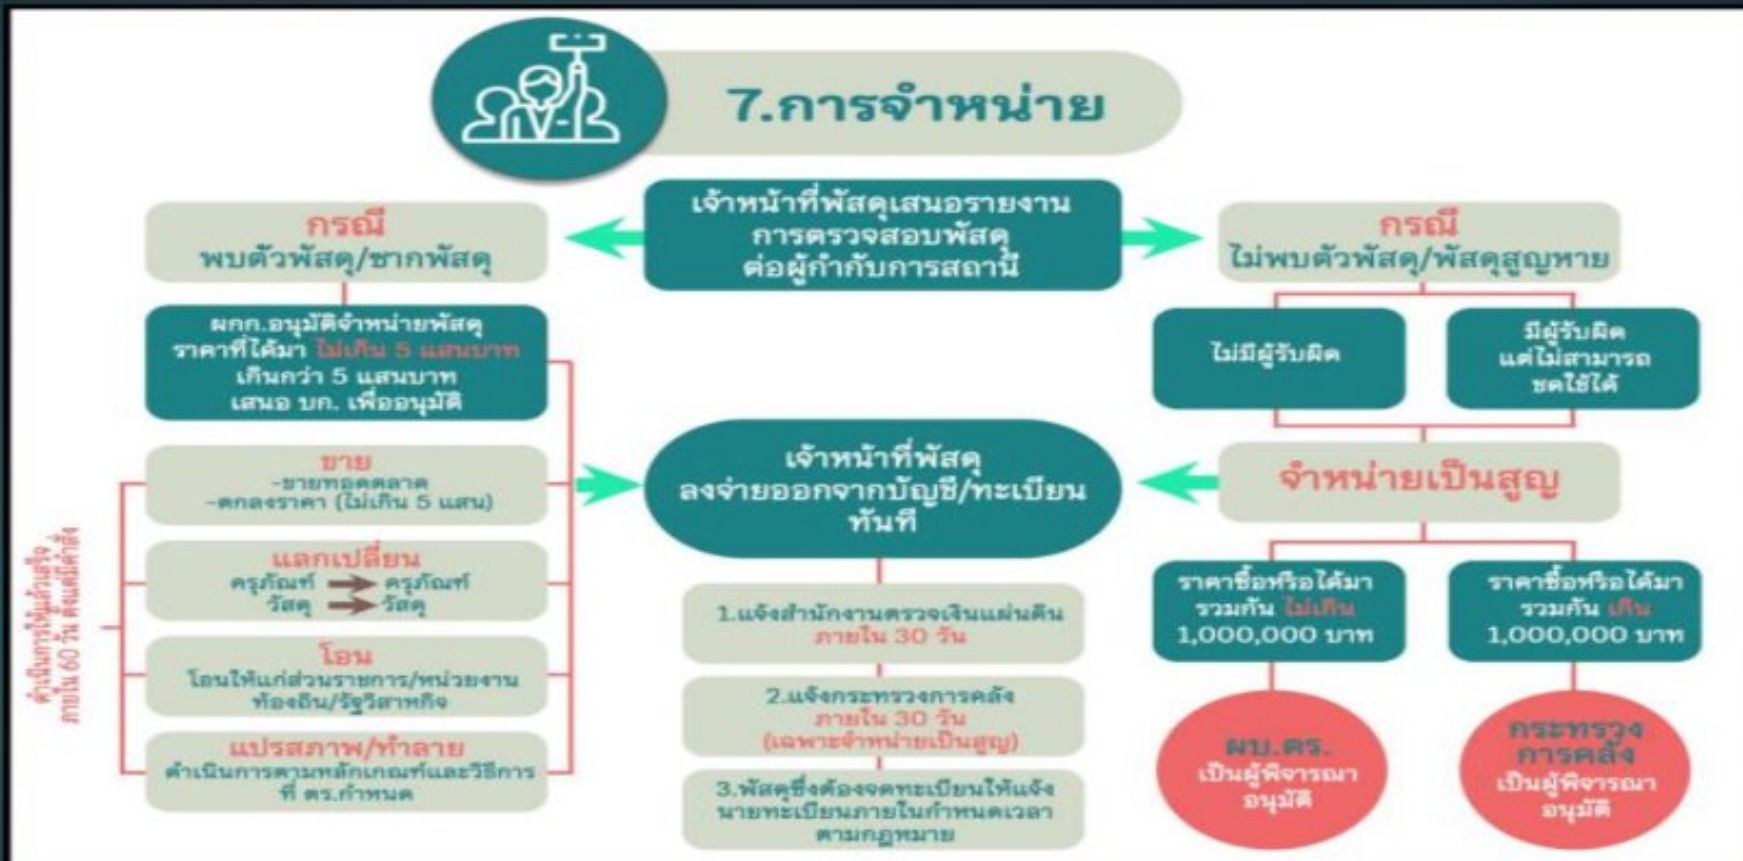 7.การจำหน่าย
เจ้าหน้าที่พัสดุเสนอรายงาน
การตรวจสอบพัสดุ
ต่อผู้กำกับการสถานี
กรณี
พบตัวพัสดุ/ซากพัสดุ
ผกก.อนุมัติจำหน่ายพัสดุ
ราคาที่ได้มา ไม่เกิน 5 แสนบาท
เกินกว่า 5 แสนบาท
เสนอ บก. เพื่ออนุมัติ
ขาย
-ขายทอดตลาด
-ตกลงราคา (ไม่เกิน 5 แสน)
แลกเปลี่ยน
ครุภัณฑ์ ➔ ครุภัณฑ์
วัสดุ ➔ วัสดุ
โอน
โอนให้แก่ส่วนราชการ/หน่วยงาน
ท้องถิ่น/รัฐวิสาหกิจ
แปรสภาพ/ทำลาย
ดำเนินการตามหลักเกณฑ์และวิธีการ
ที่ ตร.กำหนด
ดำเนินการให้แล้วเสร็จ
ภายใน 60 วัน ตั้งแต่มีคำสั่ง
เจ้าหน้าที่พัสดุ
ลงจ่ายออกจากบัญชี/ทะเบียน
ทันที
1.แจ้งสำนักงานตรวจเงินแผ่นดิน
ภายใน 30 วัน
2.แจ้งกระทรวงการคลัง
ภายใน 30 วัน
(เฉพาะจำหน่ายเป็นสูญ)
3.พัสดุซึ่งต้องจดทะเบียนให้แจ้ง
นายทะเบียนภายในกำหนดเวลา
ตามกฎหมาย
กรณี
ไม่พบตัวพัสดุ/พัสดุสูญหาย
ไม่มีผู้รับผิด
มีผู้รับผิด
แต่ไม่สามารถ
ชดใช้ได้
จำหน่ายเป็นสูญ
ราคาซื้อหรือได้มา
รวมกัน ไม่เกิน
1,000,000 บาท
ราคาซื้อหรือได้มา
รวมกัน เกิน
1,000,000 บาท
ผบ.ตร.
เป็นผู้พิจารณา
อนุมัติ
กระทรวง
การคลัง
เป็นผู้พิจารณา
อนุมัติ